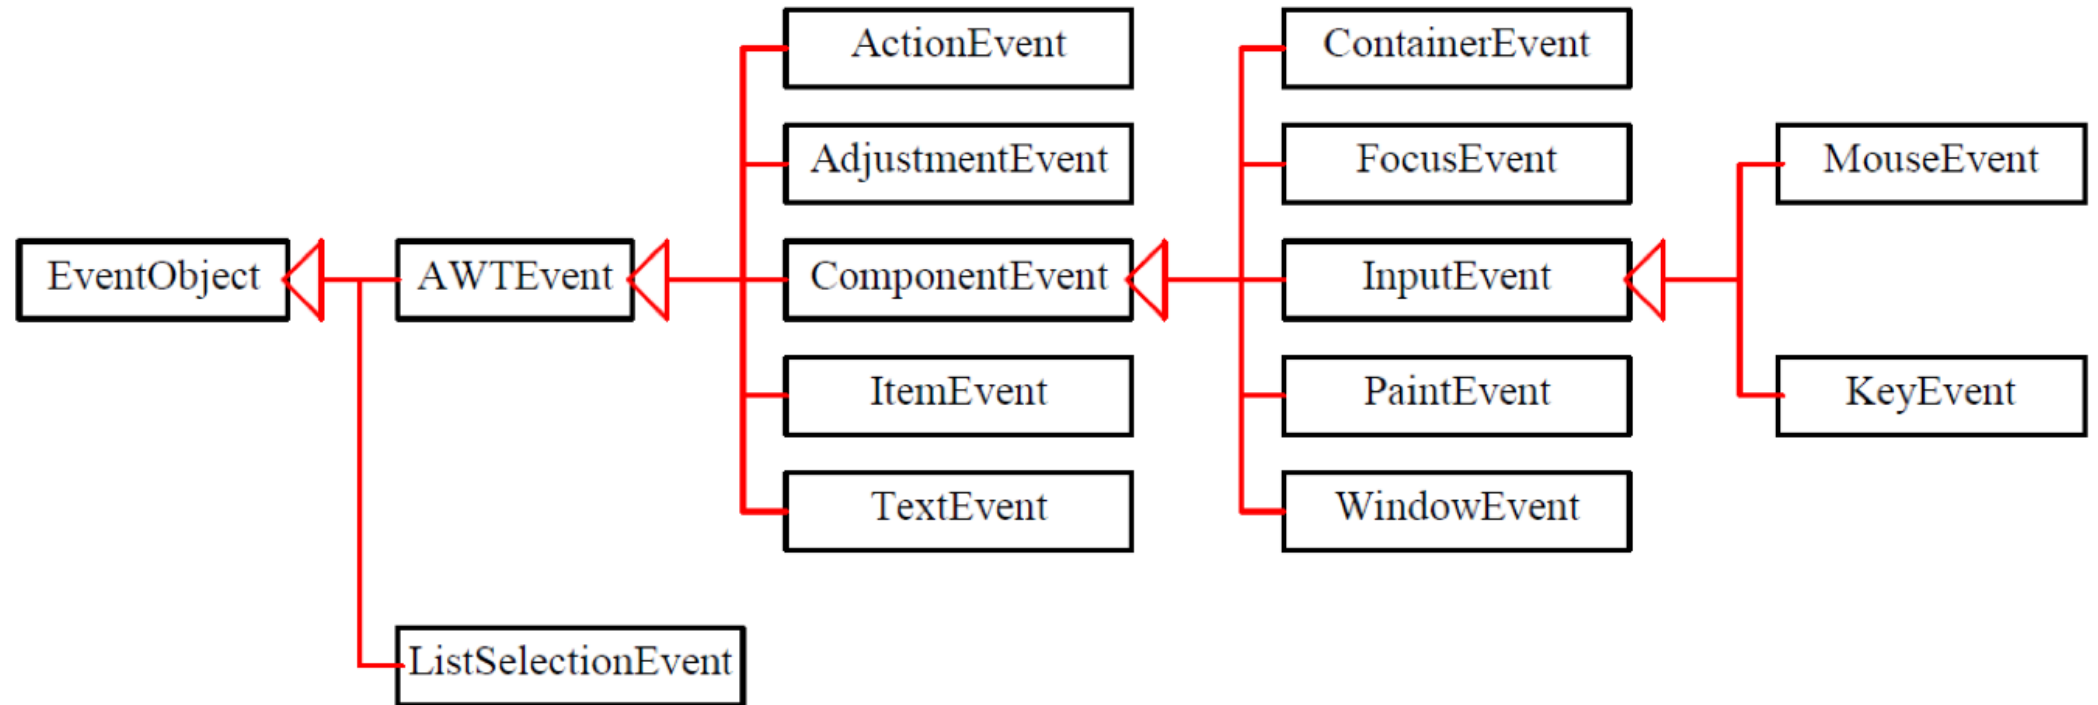 EventObject
AWTEvent
ListSelectionEvent
ActionEvent
AdjustmentEvent
ComponentEvent
ItemEvent
TextEvent
ContainerEvent
FocusEvent
InputEvent
PaintEvent
WindowEvent
MouseEvent
KeyEvent